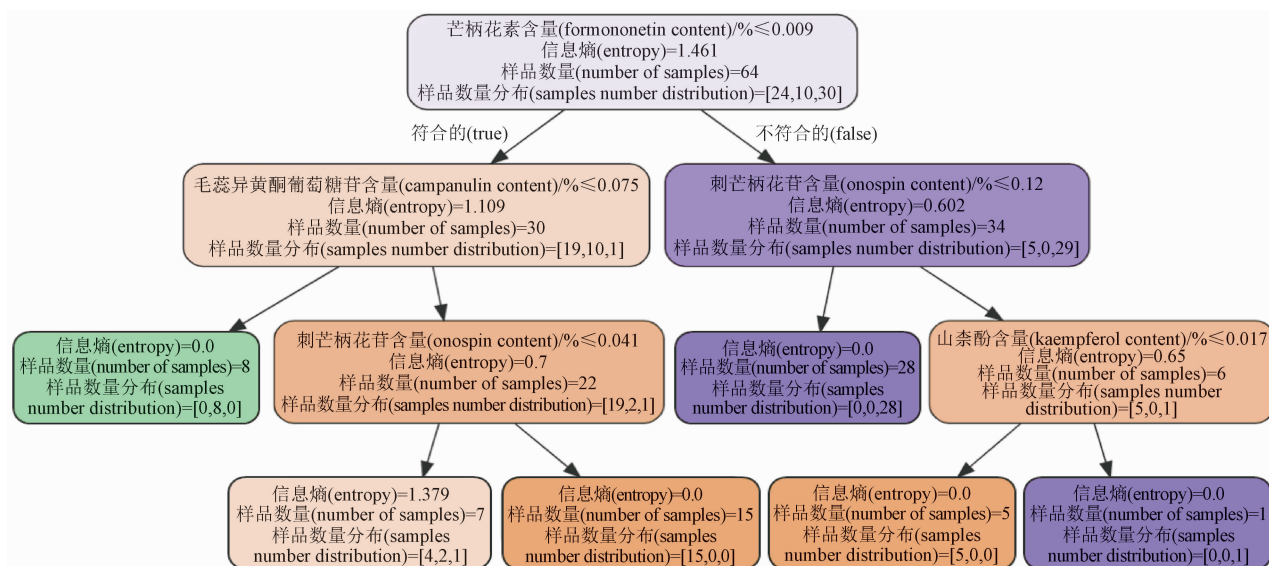 芒柄花素含量(formononetin content)/%≤0.009
信息熵(entropy)=1.461
样品数量(number of samples)=64
样品数量分布(samples number distribution)=[24,10,30]
符合的(true)
不符合的(false)
毛蕊异黄酮葡萄糖苷含量(campanulin content)/%≤0.075
信息熵(entropy)=1.109
样品数量(number of samples)=30
样品数量分布(samples number distribution)=[19,10,1]
刺芒柄花苷含量(onospin content)/%≤0.12
信息熵(entropy)=0.602
样品数量(number of samples)=34
样品数量分布(samples number distribution)=[5,0,29]
信息熵(entropy)=0.0
样品数量(number of samples)=8
样品数量分布(samples
number distribution)=[0,8,0]
刺芒柄花苷含量(onospin content)/%≤0.041
信息熵(entropy)=0.7
样品数量(number of samples)=22
样品数量分布(samples number distribution)=[19,2,1]
信息熵(entropy)=0.0
样品数量(number of samples)=28
样品数量分布(samples
number distribution)=[0,0,28]
山柰酚含量(kaempferol content)/%≤0.017
信息熵(entropy)=0.65
样品数量(number of samples)=6
样品数量分布(samples number
distribution)=[5,0,1]
信息熵(entropy)=1.379
样品数量(number of samples)=7
样品数量分布(samples
number distribution)=[4,2,1]
信息熵(entropy)=0.0
样品数量(number of samples)=15
样品数量分布(samples
number distribution)=[15,0,0]
信息熵(entropy)=0.0
样品数量(number of samples)=5
样品数量分布(samples
number distribution)=[5,0,0]
信息熵(entropy)=0.0
样品数量(number of samples)=1
样品数量分布(samples
number distribution)=[0,0,1]